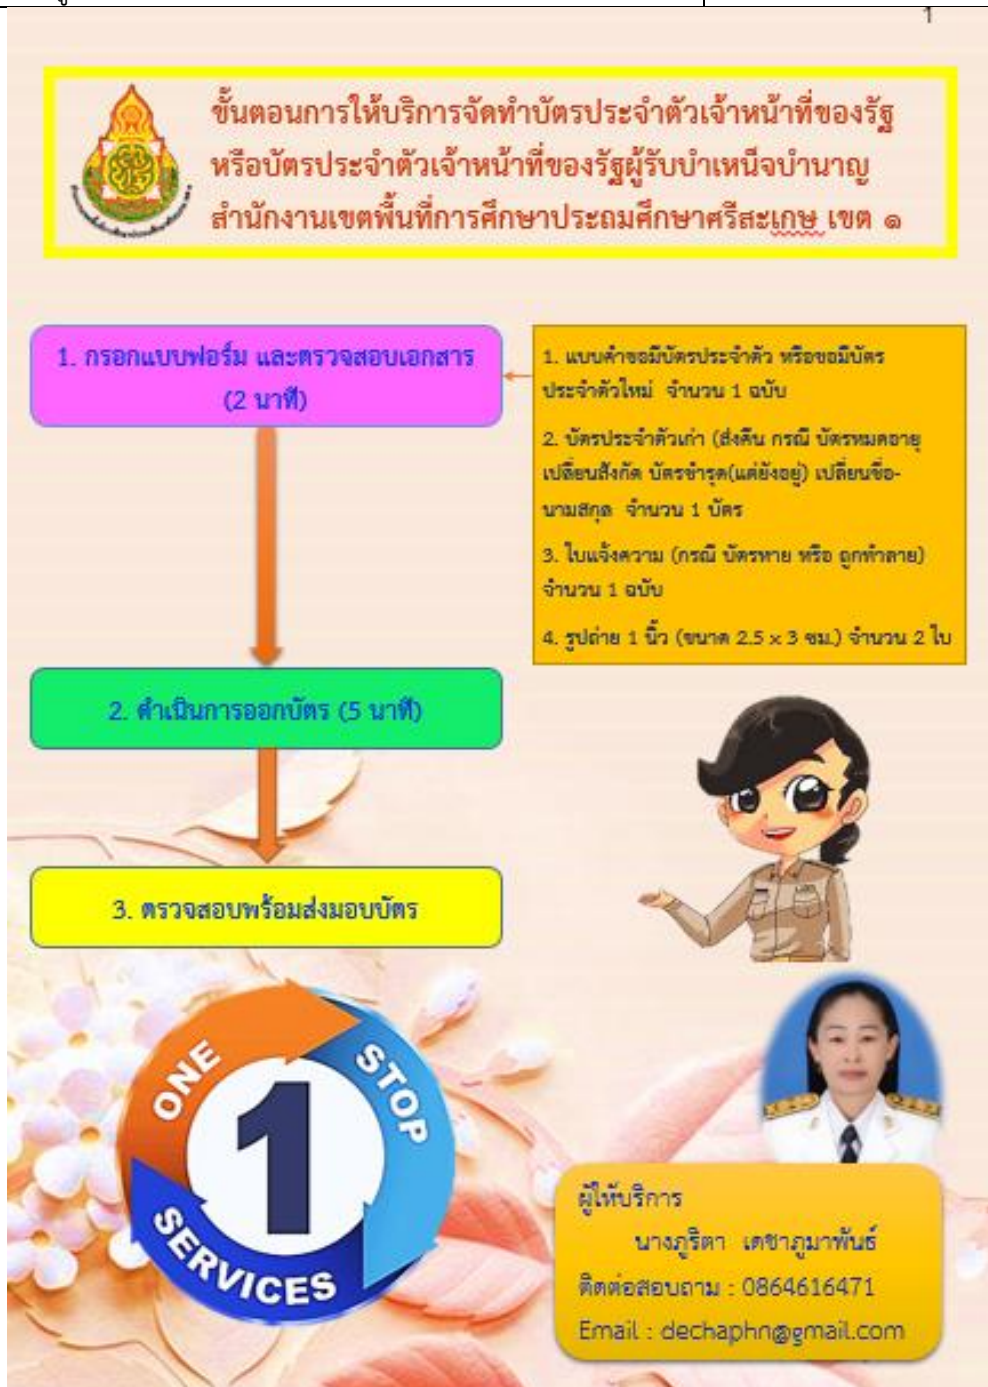 1
ขั้นตอนการให้บริการจัดทำบัตรประจำตัวเจ้าหน้าที่ของรัฐ
หรือบัตรประจำตัวเจ้าหน้าที่ของรัฐผู้รับบำเหน็จบำนาญ
สำนักงานเขตพื้นที่การศึกษาประถมศึกษาศรีสะเกษ เขต ๑
1. กรอกแบบฟอร์ม และตรวจสอบเอกสาร
(2 นาที)
1. แบบคำขอมีบัตรประจำตัว หรือขอมีบัตร
ประจำตัวใหม่ จำนวน 1 ฉบับ
2. บัตรประจำตัวเก่า (ส่งคืน กรณี บัตรหมดอายุ
เปลี่ยนสังกัด บัตรชำรุด(แต่ยังอยู่) เปลี่ยนชื่อ-
นามสกุล จำนวน 1 บัตร
3. ใบแจ้งความ (กรณี บัตรหาย หรือ ถูกทำลาย)
จำนวน 1 ฉบับ
4. รูปถ่าย 1 นิ้ว (ขนาด 2.5 x 3 ซม.) จำนวน 2 ใบ
2. ดำเนินการออกบัตร (5 นาที)
3. ตรวจสอบพร้อมส่งมอบบัตร
ONE
STOP
1
SERVICES
ผู้ให้บริการ
นางภูริตา เดชาภูมาพันธ์
ติดต่อสอบถาม : 0864616471
Email : dechaphn@gmail.com